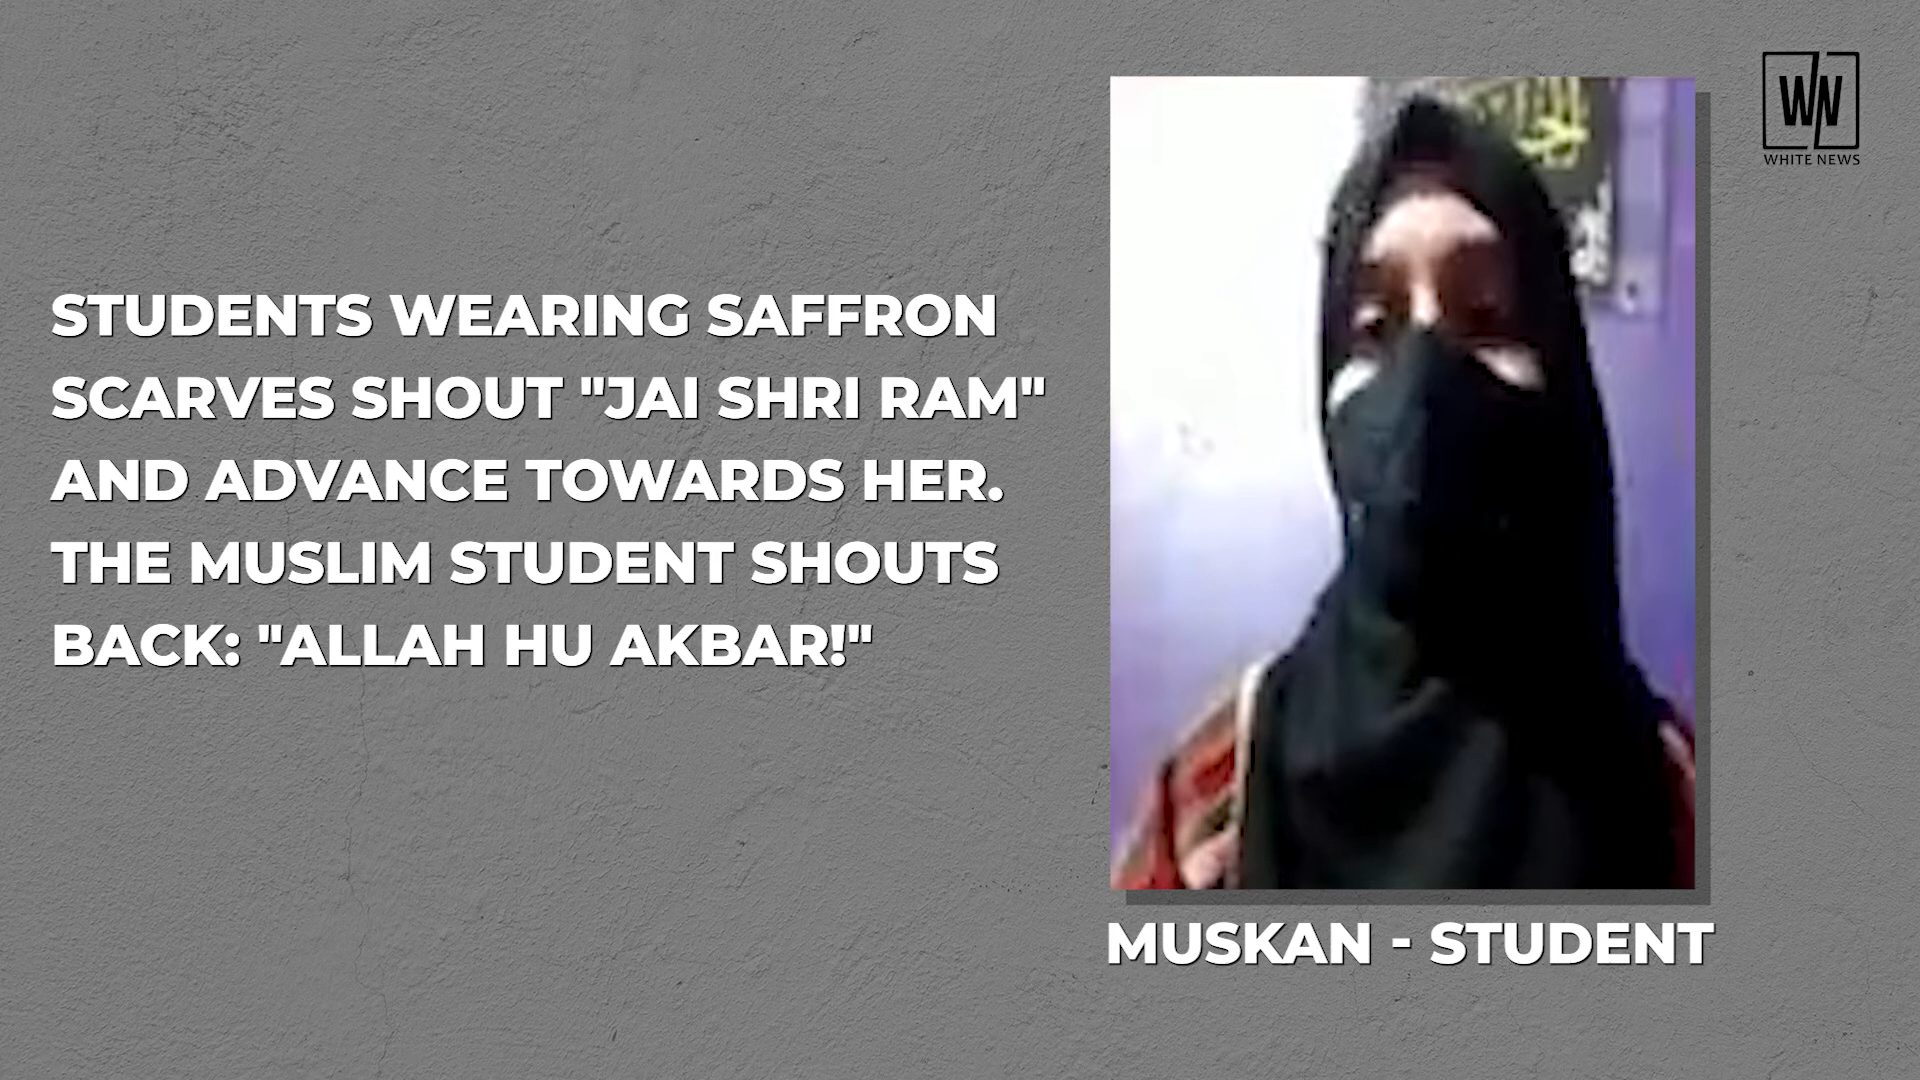 WN
WHITE NEWS
STUDENTS WEARING SAFFRON
SCARVES SHOUT "JAI SHRI RAM"
AND ADVANCE TOWARDS HER.
THE MUSLIM STUDENT SHOUTS
BACK: "ALLAH HU AKBAR!"
MUSKAN - STUDENT